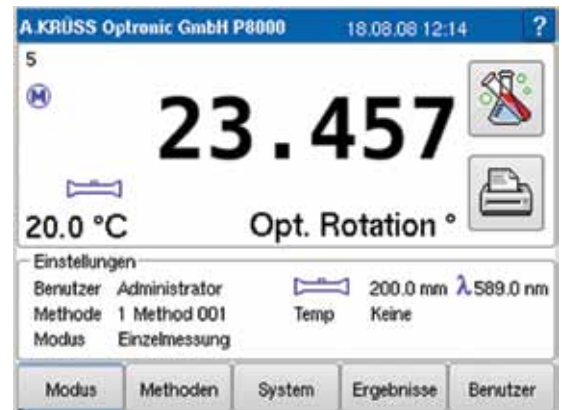 A.KRÜSS Optronic GmbH P8000 18.08.08 12:14 ?
5
M
23.457
20.0 °C Opt. Rotation °
Einstellungen
Benutzer Administrator 200.0 mm λ 589.0 nm
Methode 1 Method 001 Temp Keine
Modus Einzelmessung
Modus Methoden System Ergebnisse Benutzer